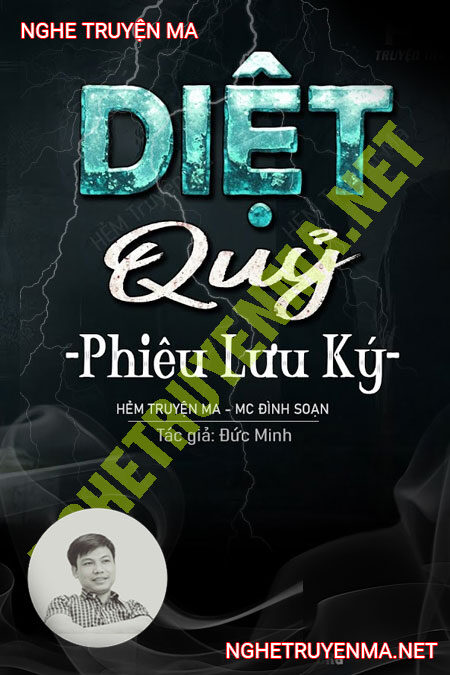 NGHE TRUYỆN MA
DIỆT
Quỷ
-Phiêu Lưu Ký-
HẺM TRUYỆN MA - MC ĐÌNH SOẠN
Tác giả: Đức Minh
NGHETRUYENMA.NET
NGHETRUYENMA.NET